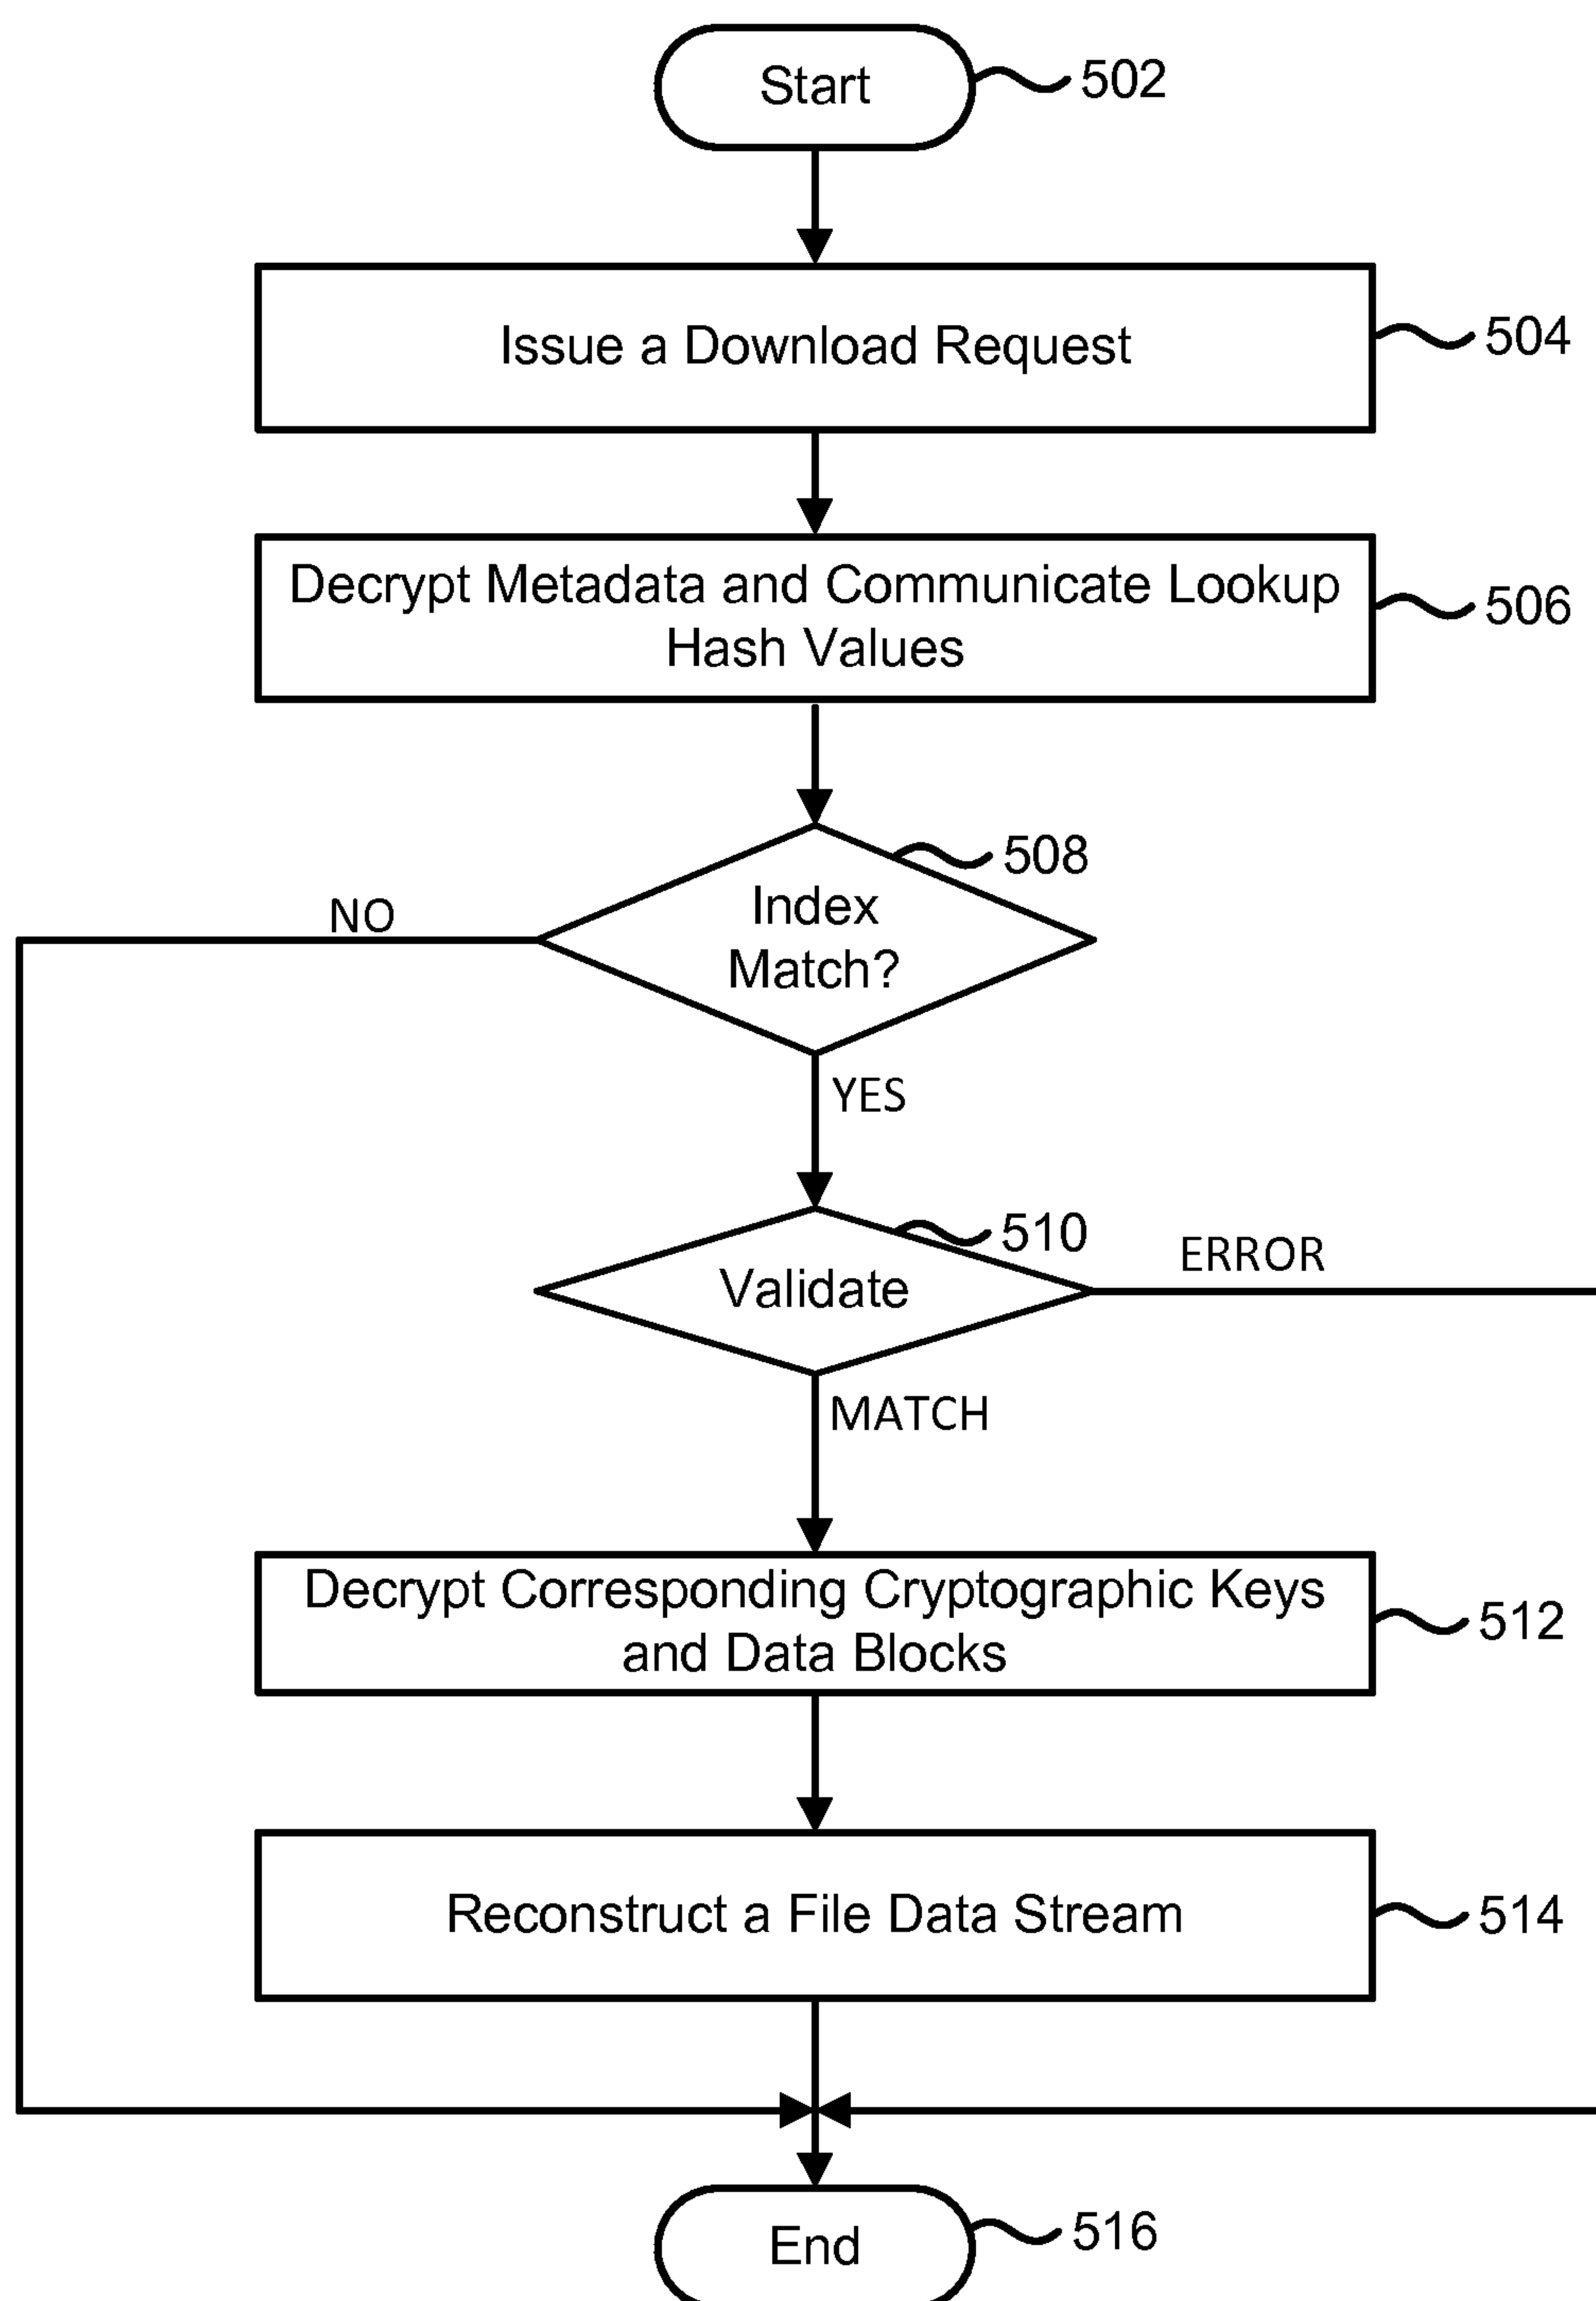 Start
502
Issue a Download Request
504
Decrypt Metadata and Communicate Lookup
Hash Values
506
508
Index
Match?
NO
YES
510
Validate
ERROR
MATCH
Decrypt Corresponding Cryptographic Keys
and Data Blocks
512
Reconstruct a File Data Stream
514
End
516